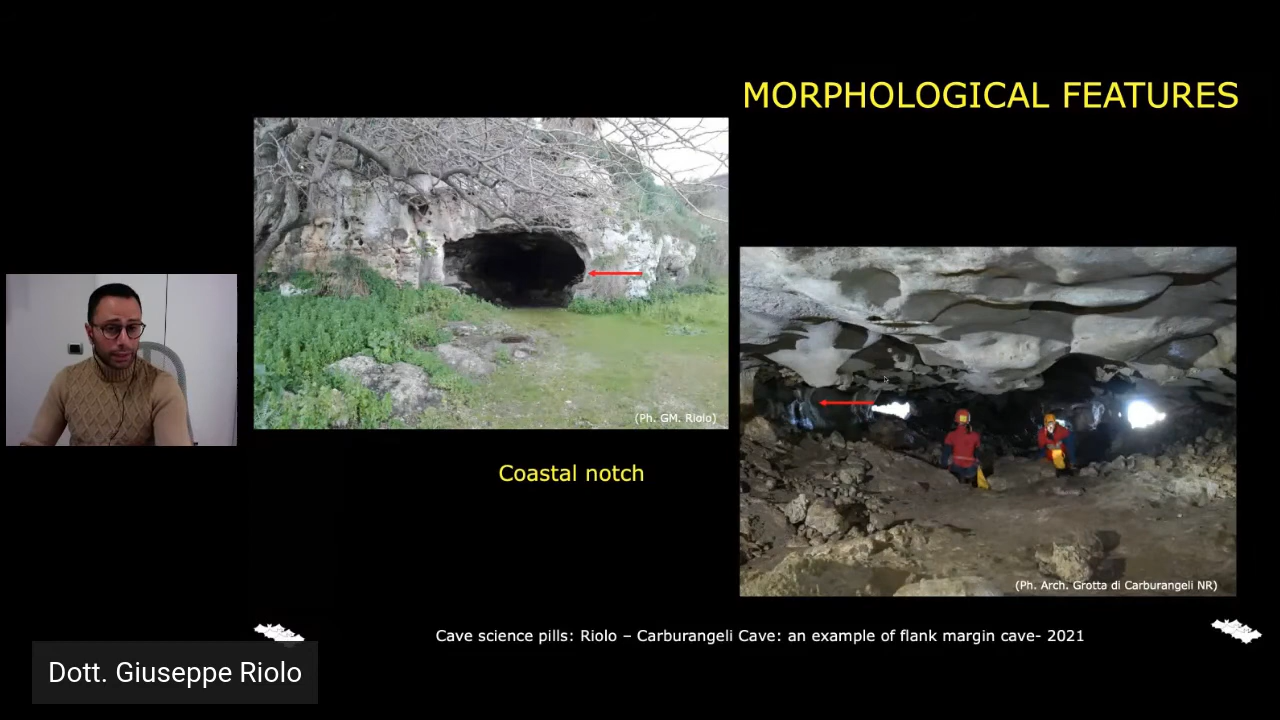 MORPHOLOGICAL FEATURES
(Ph. GM. Riolo)
Coastal notch
(Ph. Arch. Grotta di Carburangeli NR)
Cave science pills: Riolo – Carburangeli Cave: an example of flank margin cave- 2021
Dott. Giuseppe Riolo